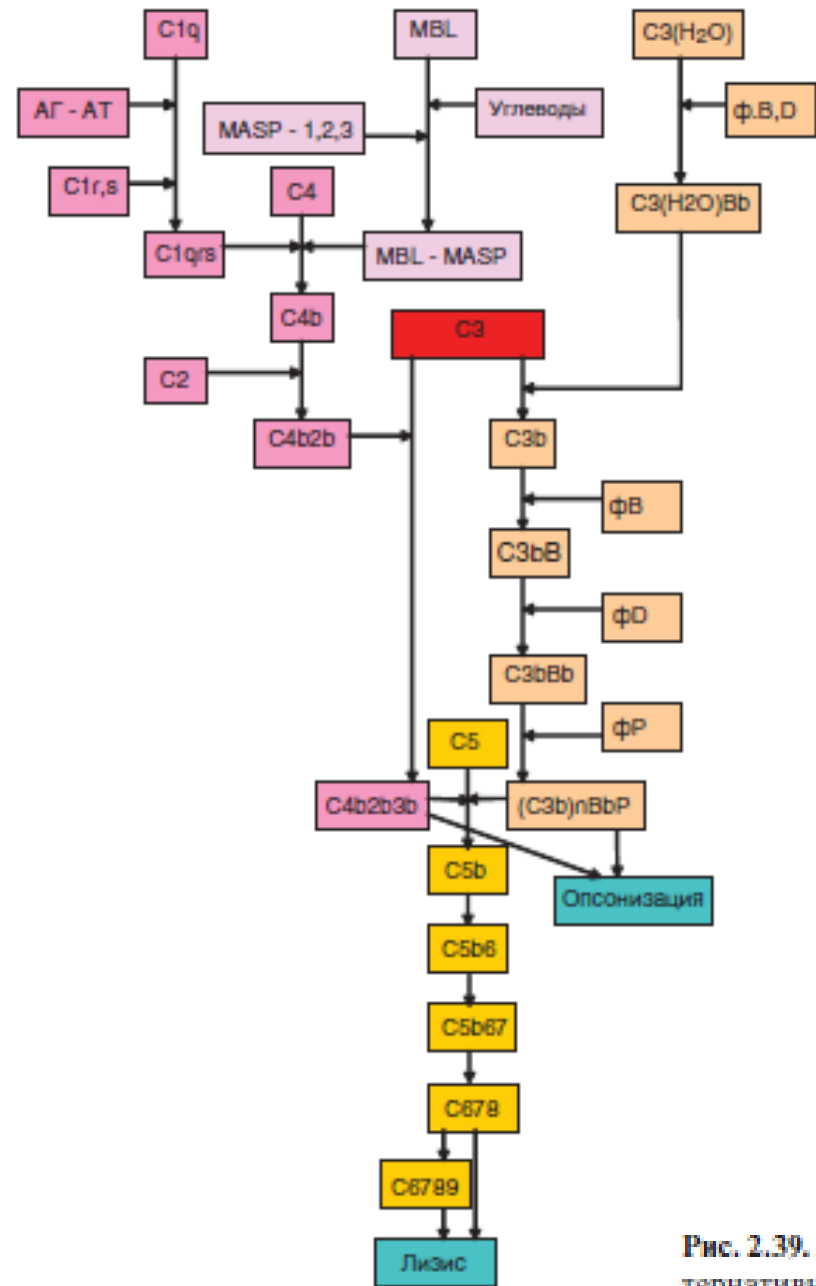 C1q
MBL
C3(H₂O)
АГ - АТ
MASP - 1,2,3
Углеводы
ф.B,D
C1r,s
C4
C3(H2O)Bb
C1qrs
MBL - MASP
C4b
C3
C2
C4b2b
C3b
фB
C3bB
фD
C3bBb
C5
фP
C4b2b3b
(C3b)nBbP
C5b
Опсонизация
C5b6
C5b67
C678
C6789
Лизис
Рис. 2.39.
тернативн